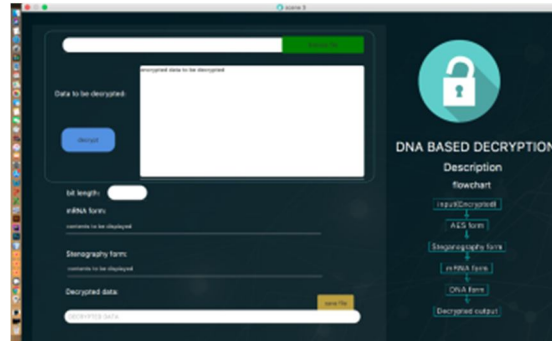 scene 3
encrypted data to be decrypted
Data to be decrypted:
decrypt
bit length:
mRNA form:
contents to be displayed
Stenography form:
contents to be displayed
Decrypted data:
save file
DECRYPTED DATA
DNA BASED DECRYPTION
Description
flowchart
input(Encrypted)
AES form
Steganography form
mRNA form
DNA form
Decrypted output